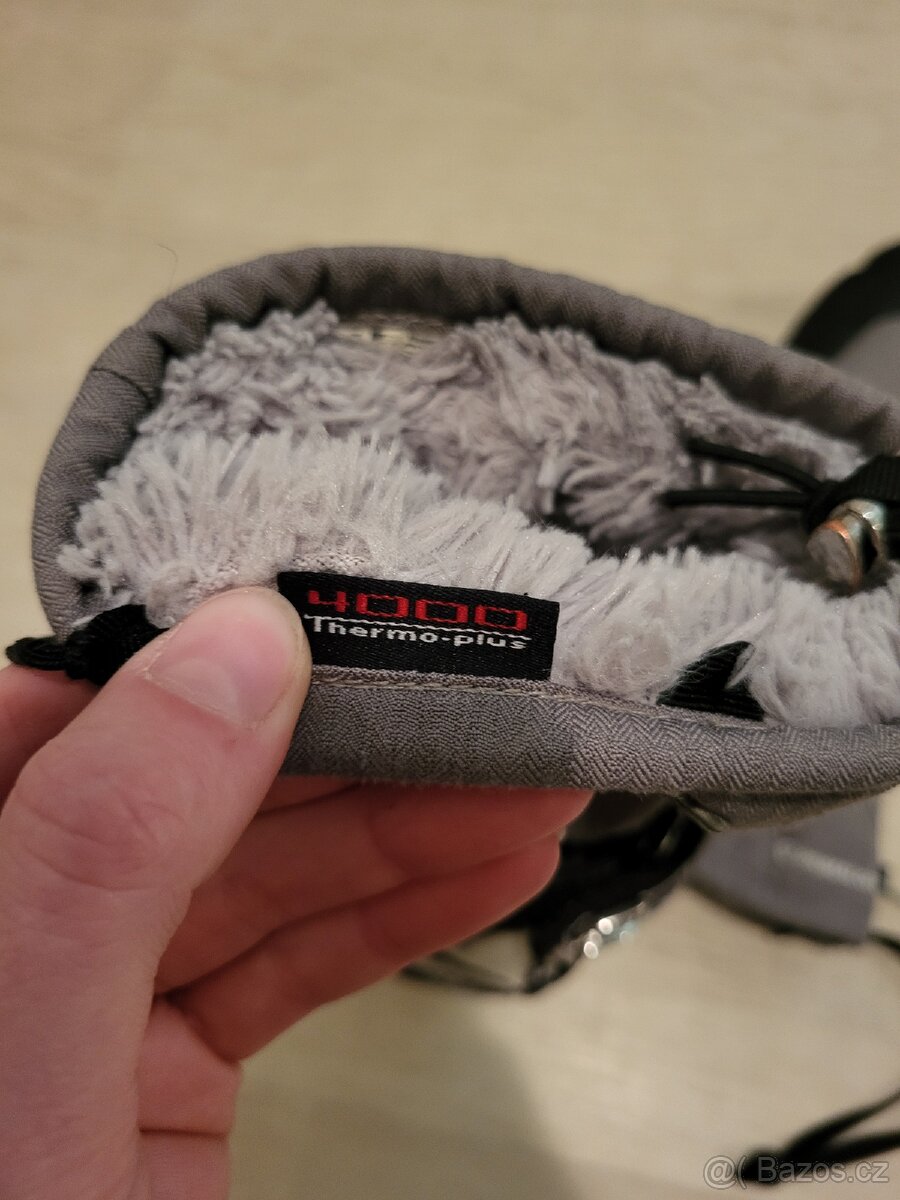 4000
Thermo-plus
@( Bazos.cz